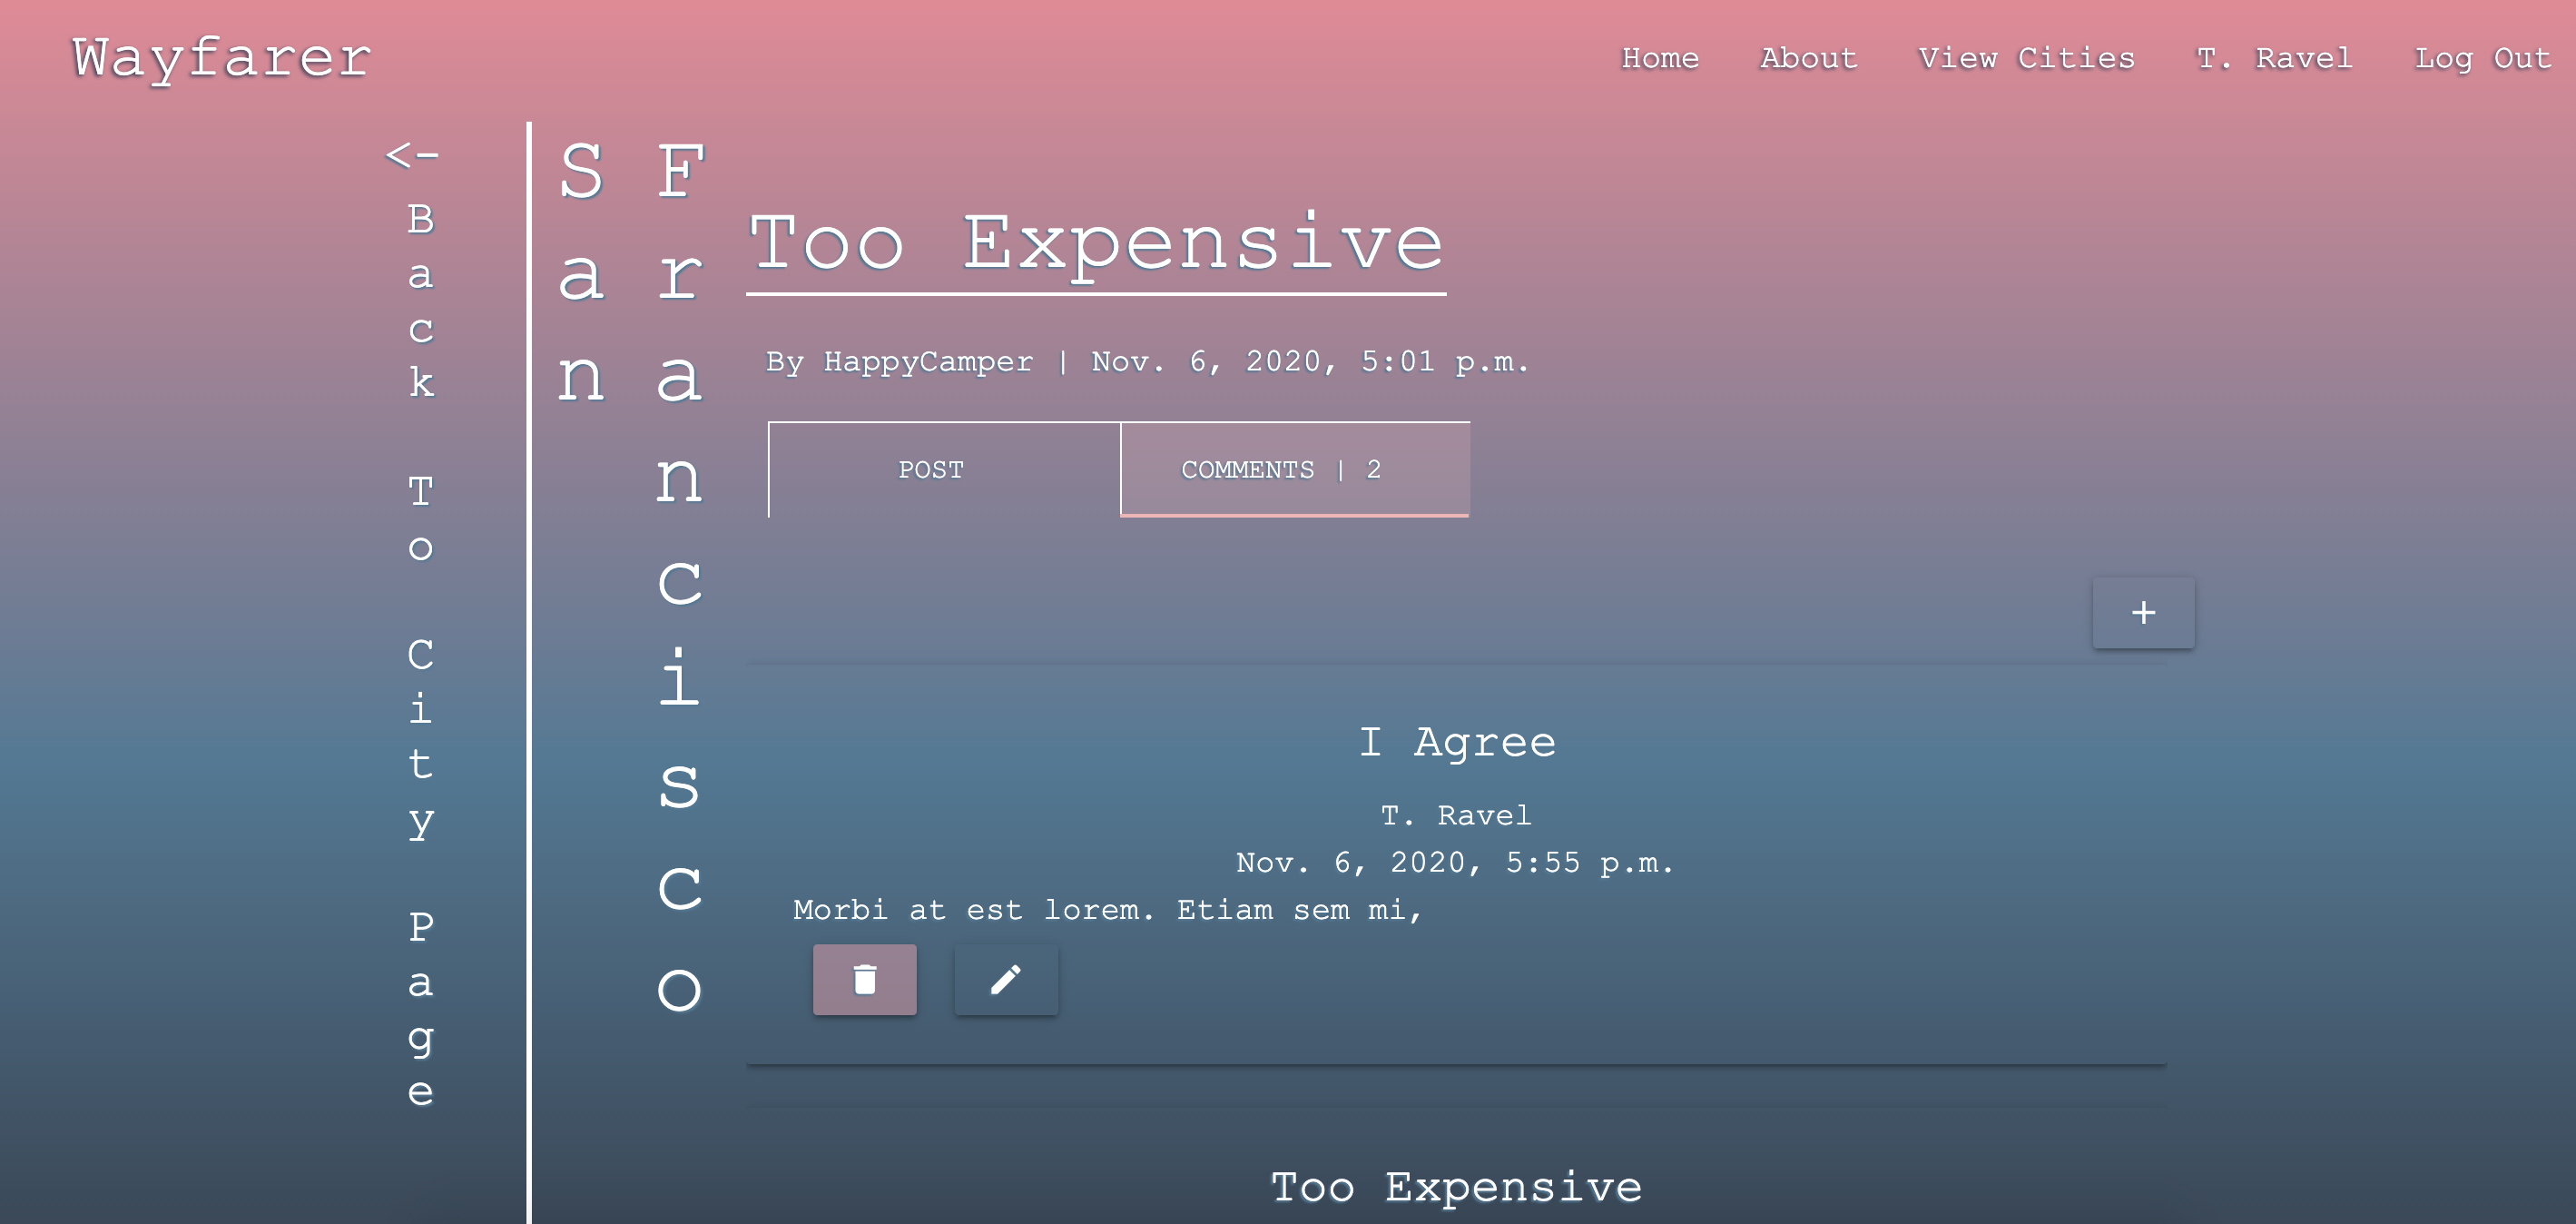 Wayfarer
Home About View Cities T. Ravel Log Out
<- Back To City Page
San Francisco
Too Expensive
By HappyCamper | Nov. 6, 2020, 5:01 p.m.
POST COMMENTS | 2
+
I Agree
T. Ravel
Nov. 6, 2020, 5:55 p.m.
Morbi at est lorem. Etiam sem mi,
Too Expensive